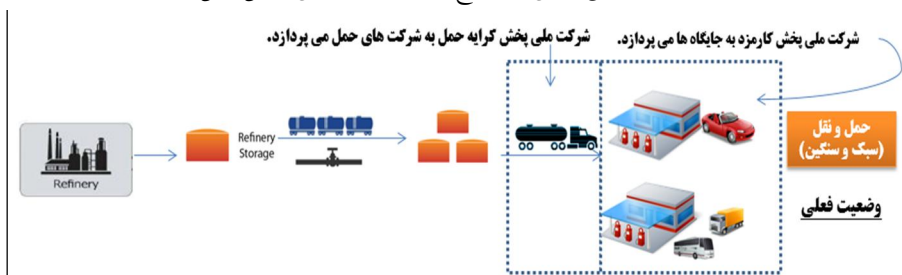 شرکت ملی پخش کارمزد به جایگاه ها می پردازد.
شرکت ملی پخش کرایه حمل به شرکت های حمل می پردازد.
حمل و نقل
(سبک و سنگین)
وضعیت فعلی
Refinery
Storage
Refinery